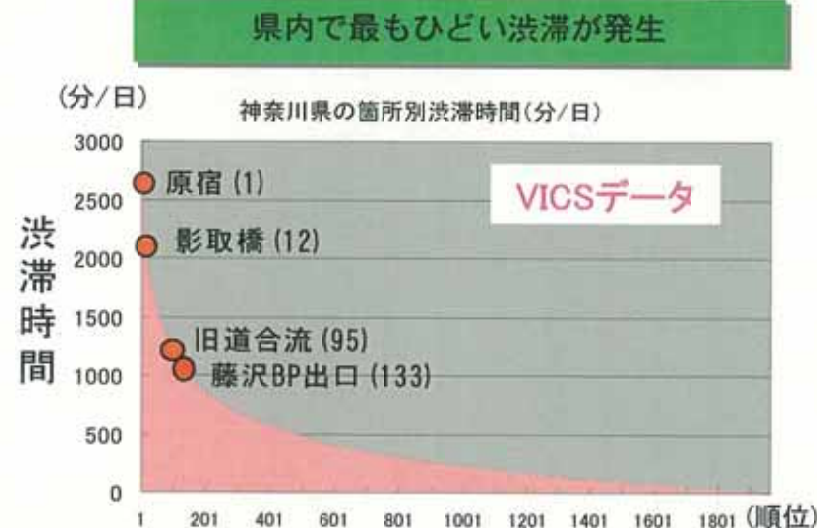 県内で最もひどい渋滞が発生
(分/日)
神奈川県の箇所別渋滞時間(分/日)
VICSデータ
渋滞時間
3000
2500
2000
1500
1000
500
0
原宿(1)
影取橋(12)
旧道合流(95)
藤沢BP出口(133)
1 201 401 601 801 1001 1201 1401 1601 1801 (順位)